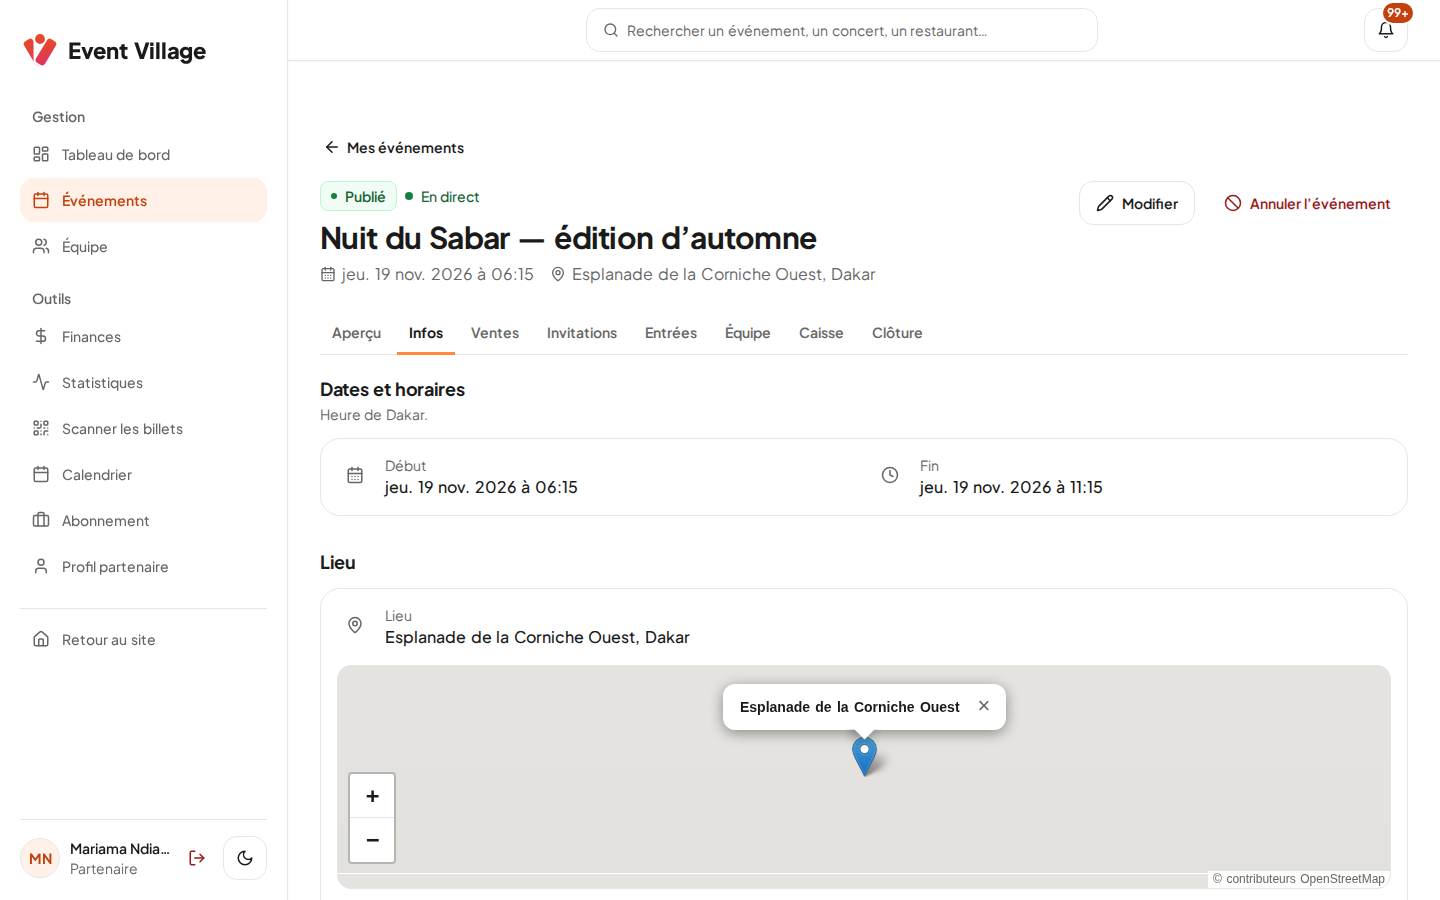 Event Village
Rechercher un événement, un concert, un restaurant…
99+
Gestion
Tableau de bord
Événements
Équipe
Outils
Finances
Statistiques
Scanner les billets
Calendrier
Abonnement
Profil partenaire
Retour au site
MN
Mariama Ndia…
Partenaire
Mes événements
Publié
En direct
Modifier
Annuler l’événement
Nuit du Sabar — édition d’automne
jeu. 19 nov. 2026 à 06:15
Esplanade de la Corniche Ouest, Dakar
Aperçu
Infos
Ventes
Invitations
Entrées
Équipe
Caisse
Clôture
Dates et horaires
Heure de Dakar.
Début
jeu. 19 nov. 2026 à 06:15
Fin
jeu. 19 nov. 2026 à 11:15
Lieu
Lieu
Esplanade de la Corniche Ouest, Dakar
Esplanade de la Corniche Ouest
×
+
−
© contributeurs OpenStreetMap